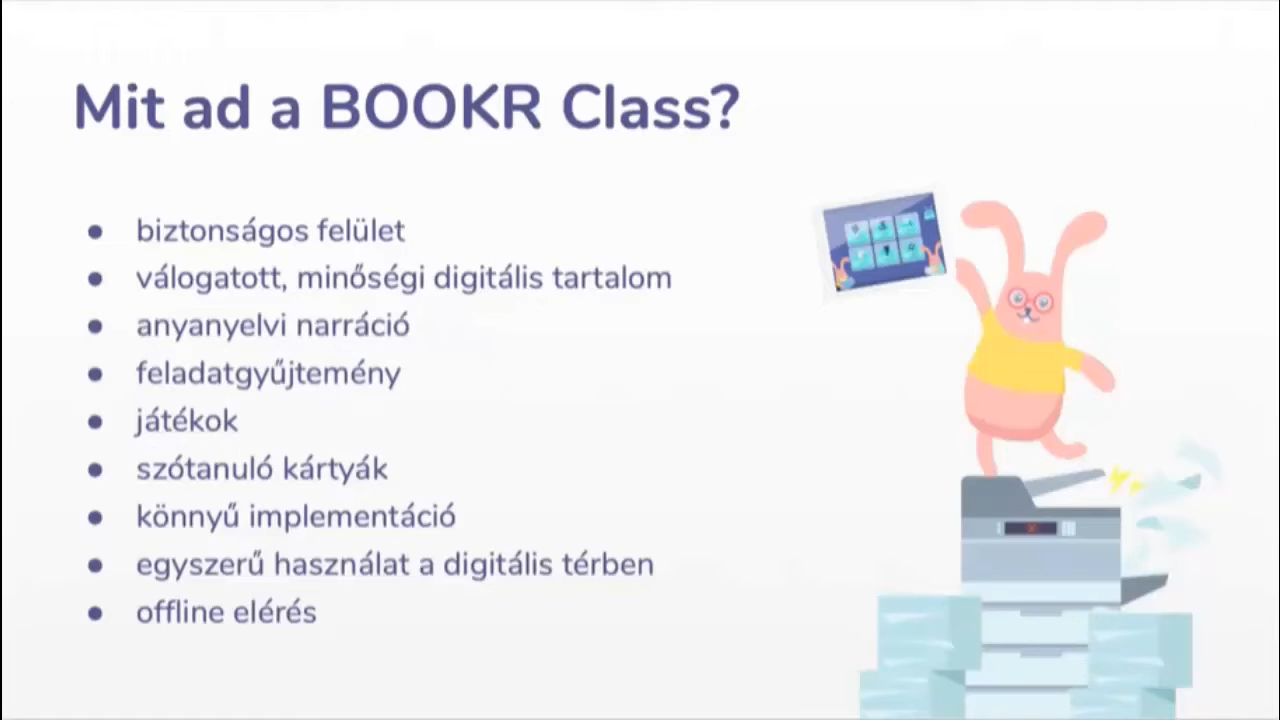 Mit ad a BOOKR Class?
● biztonságos felület
● válogatott, minőségi digitális tartalom
● anyanyelvi narráció
● feladatgyűjtemény
● játékok
● szótanuló kártyák
● könnyű implementáció
● egyszerű használat a digitális térben
● offline elérés